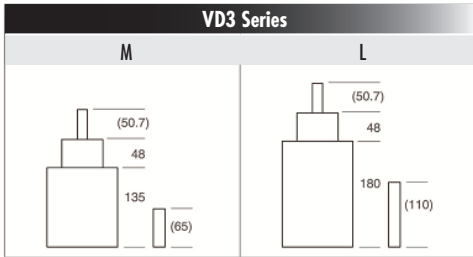 VD3 Series
M
L
(50.7)
48
135
(65)
(50.7)
48
180
(110)